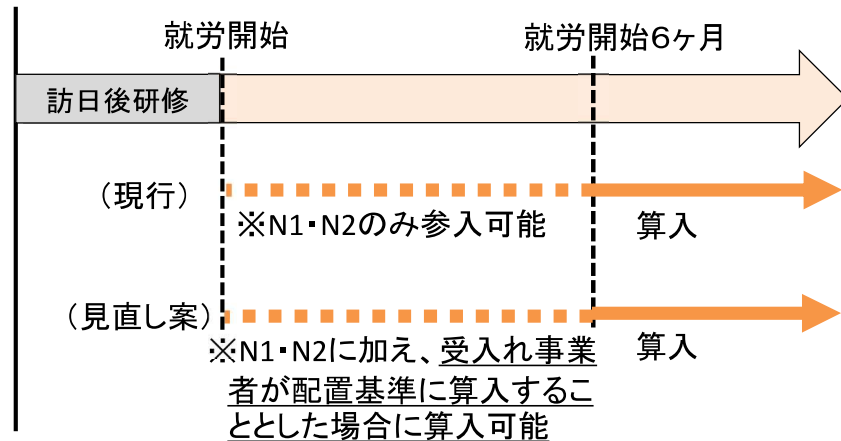 就労開始
就労開始6ヶ月
訪日後研修
(現行)
※N1・N2のみ参入可能
算入
(見直し案)
※N1・N2に加え、受入れ事業
者が配置基準に算入するこ
ととした場合に算入可能
算入